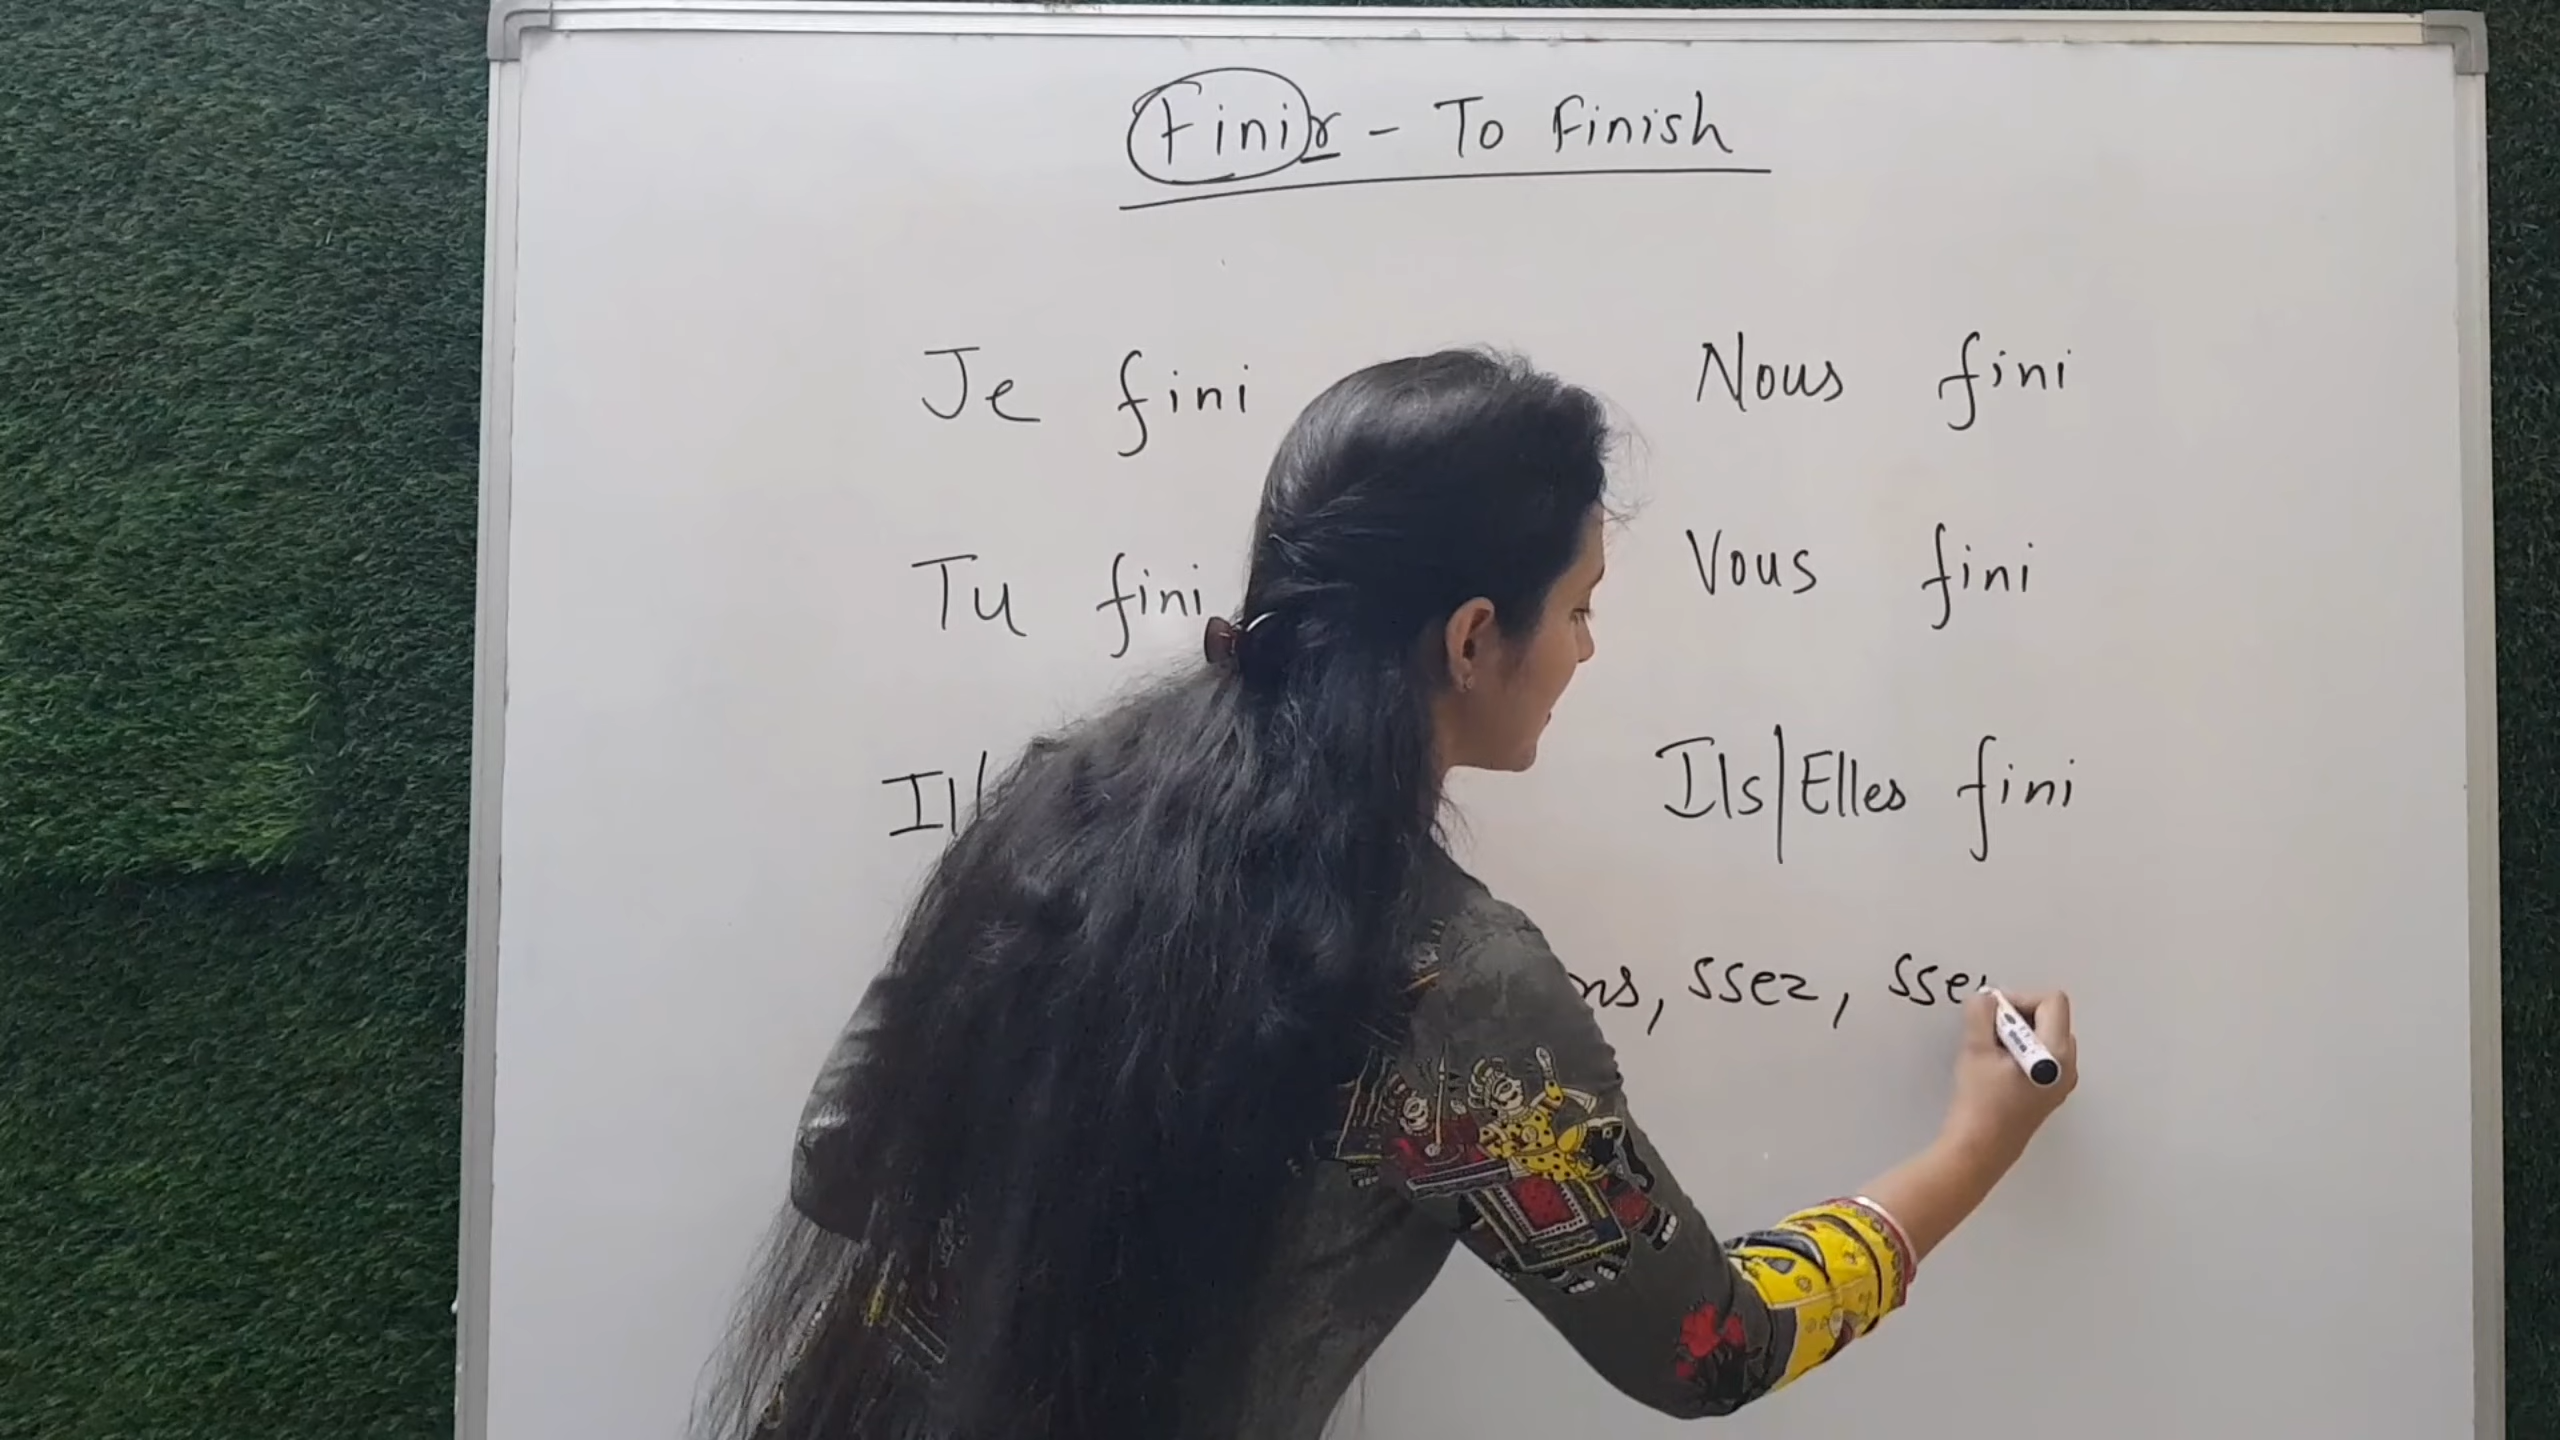 Finir - To Finish
Je fini
Nous fini
Tu fini
Vous fini
Il/
Ils/Elles fini
ns, ssez, sse